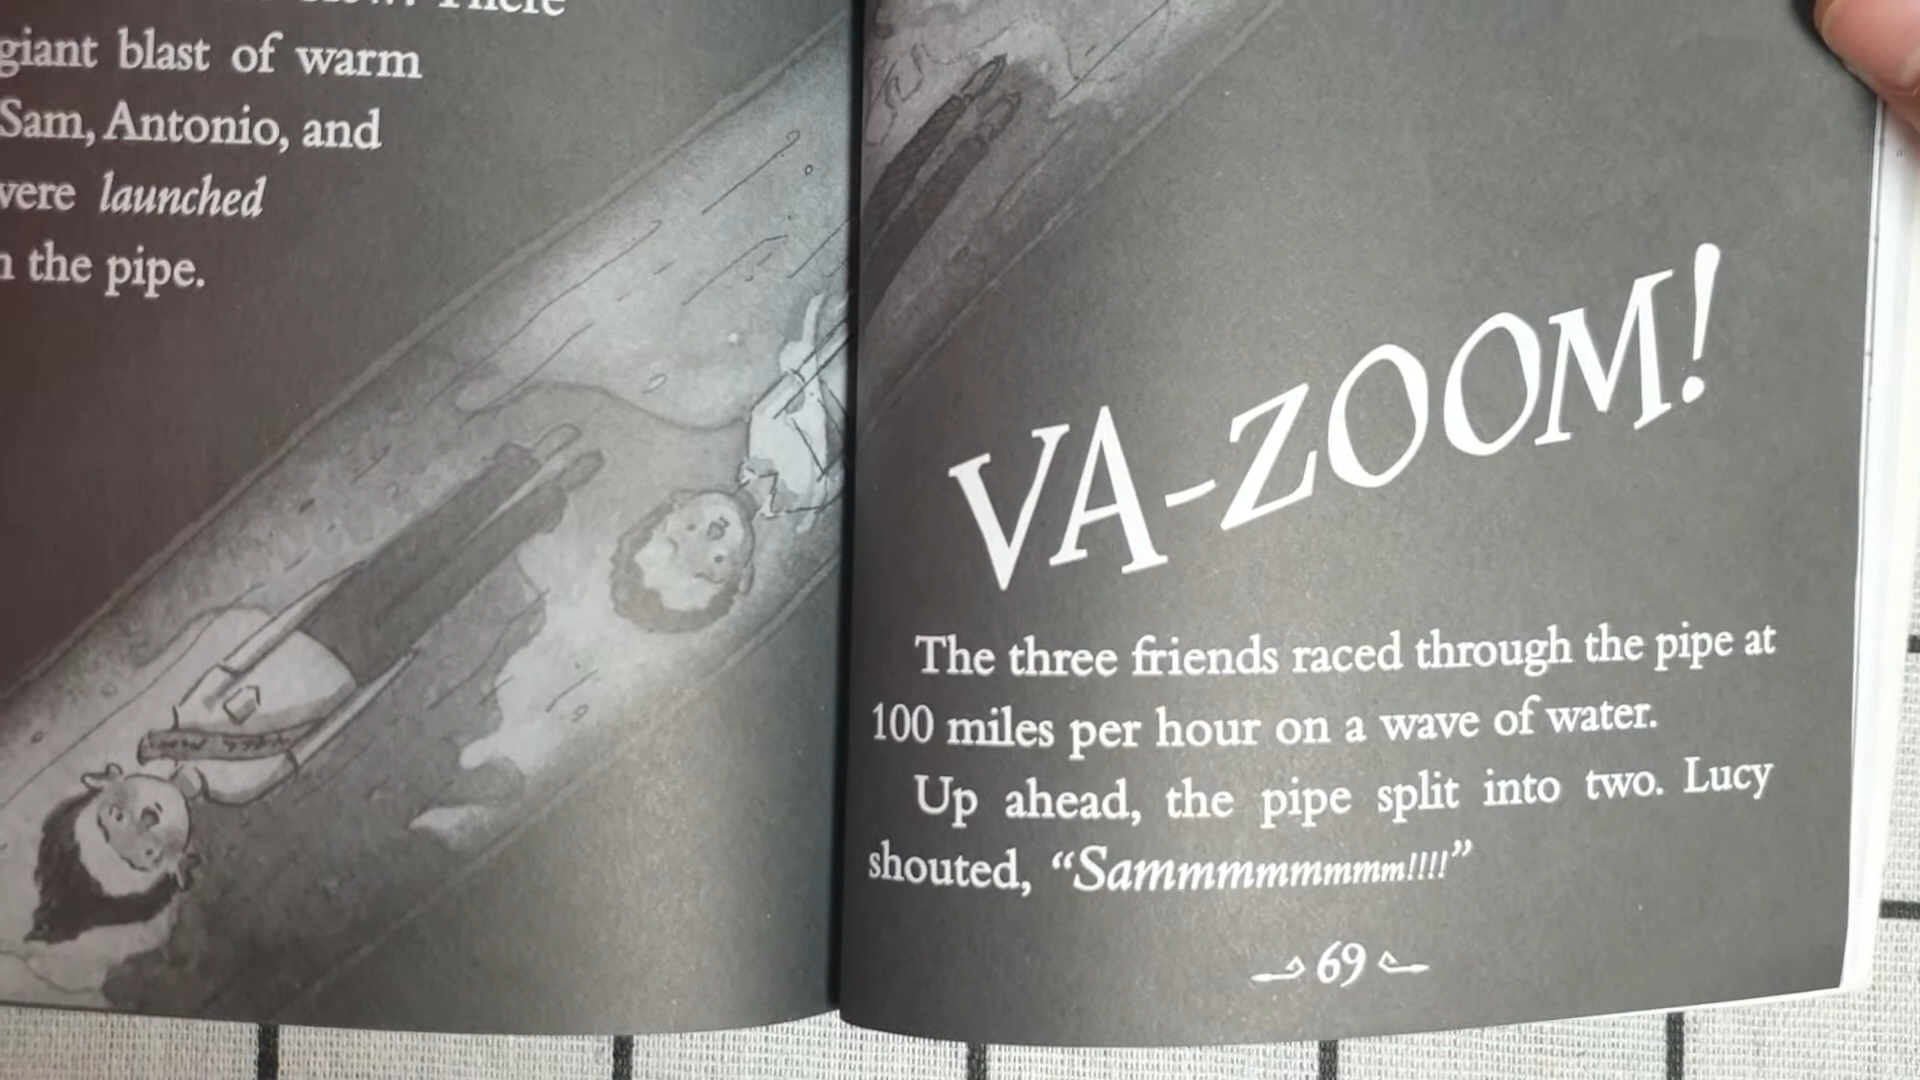 There
giant blast of warm
Sam, Antonio, and
were launched
the pipe.
VA-ZOOM!
The three friends raced through the pipe at
100 miles per hour on a wave of water.
Up ahead, the pipe split into two. Lucy
shouted, “Sammmmmmmm!!!!”
69